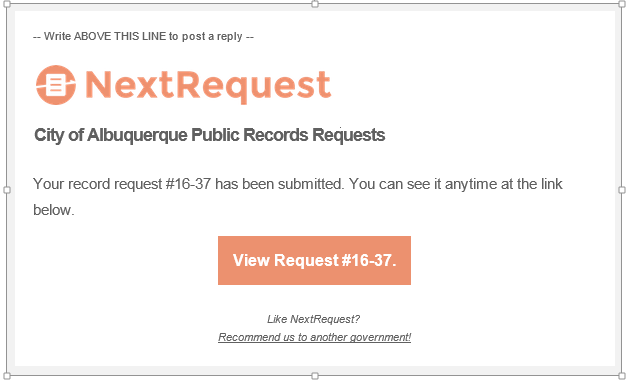 -- Write ABOVE THIS LINE to post a reply --
NextRequest
City of Albuquerque Public Records Requests
Your record request #16-37 has been submitted. You can see it anytime at the link
below.
View Request #16-37.
Like NextRequest?
Recommend us to another government!